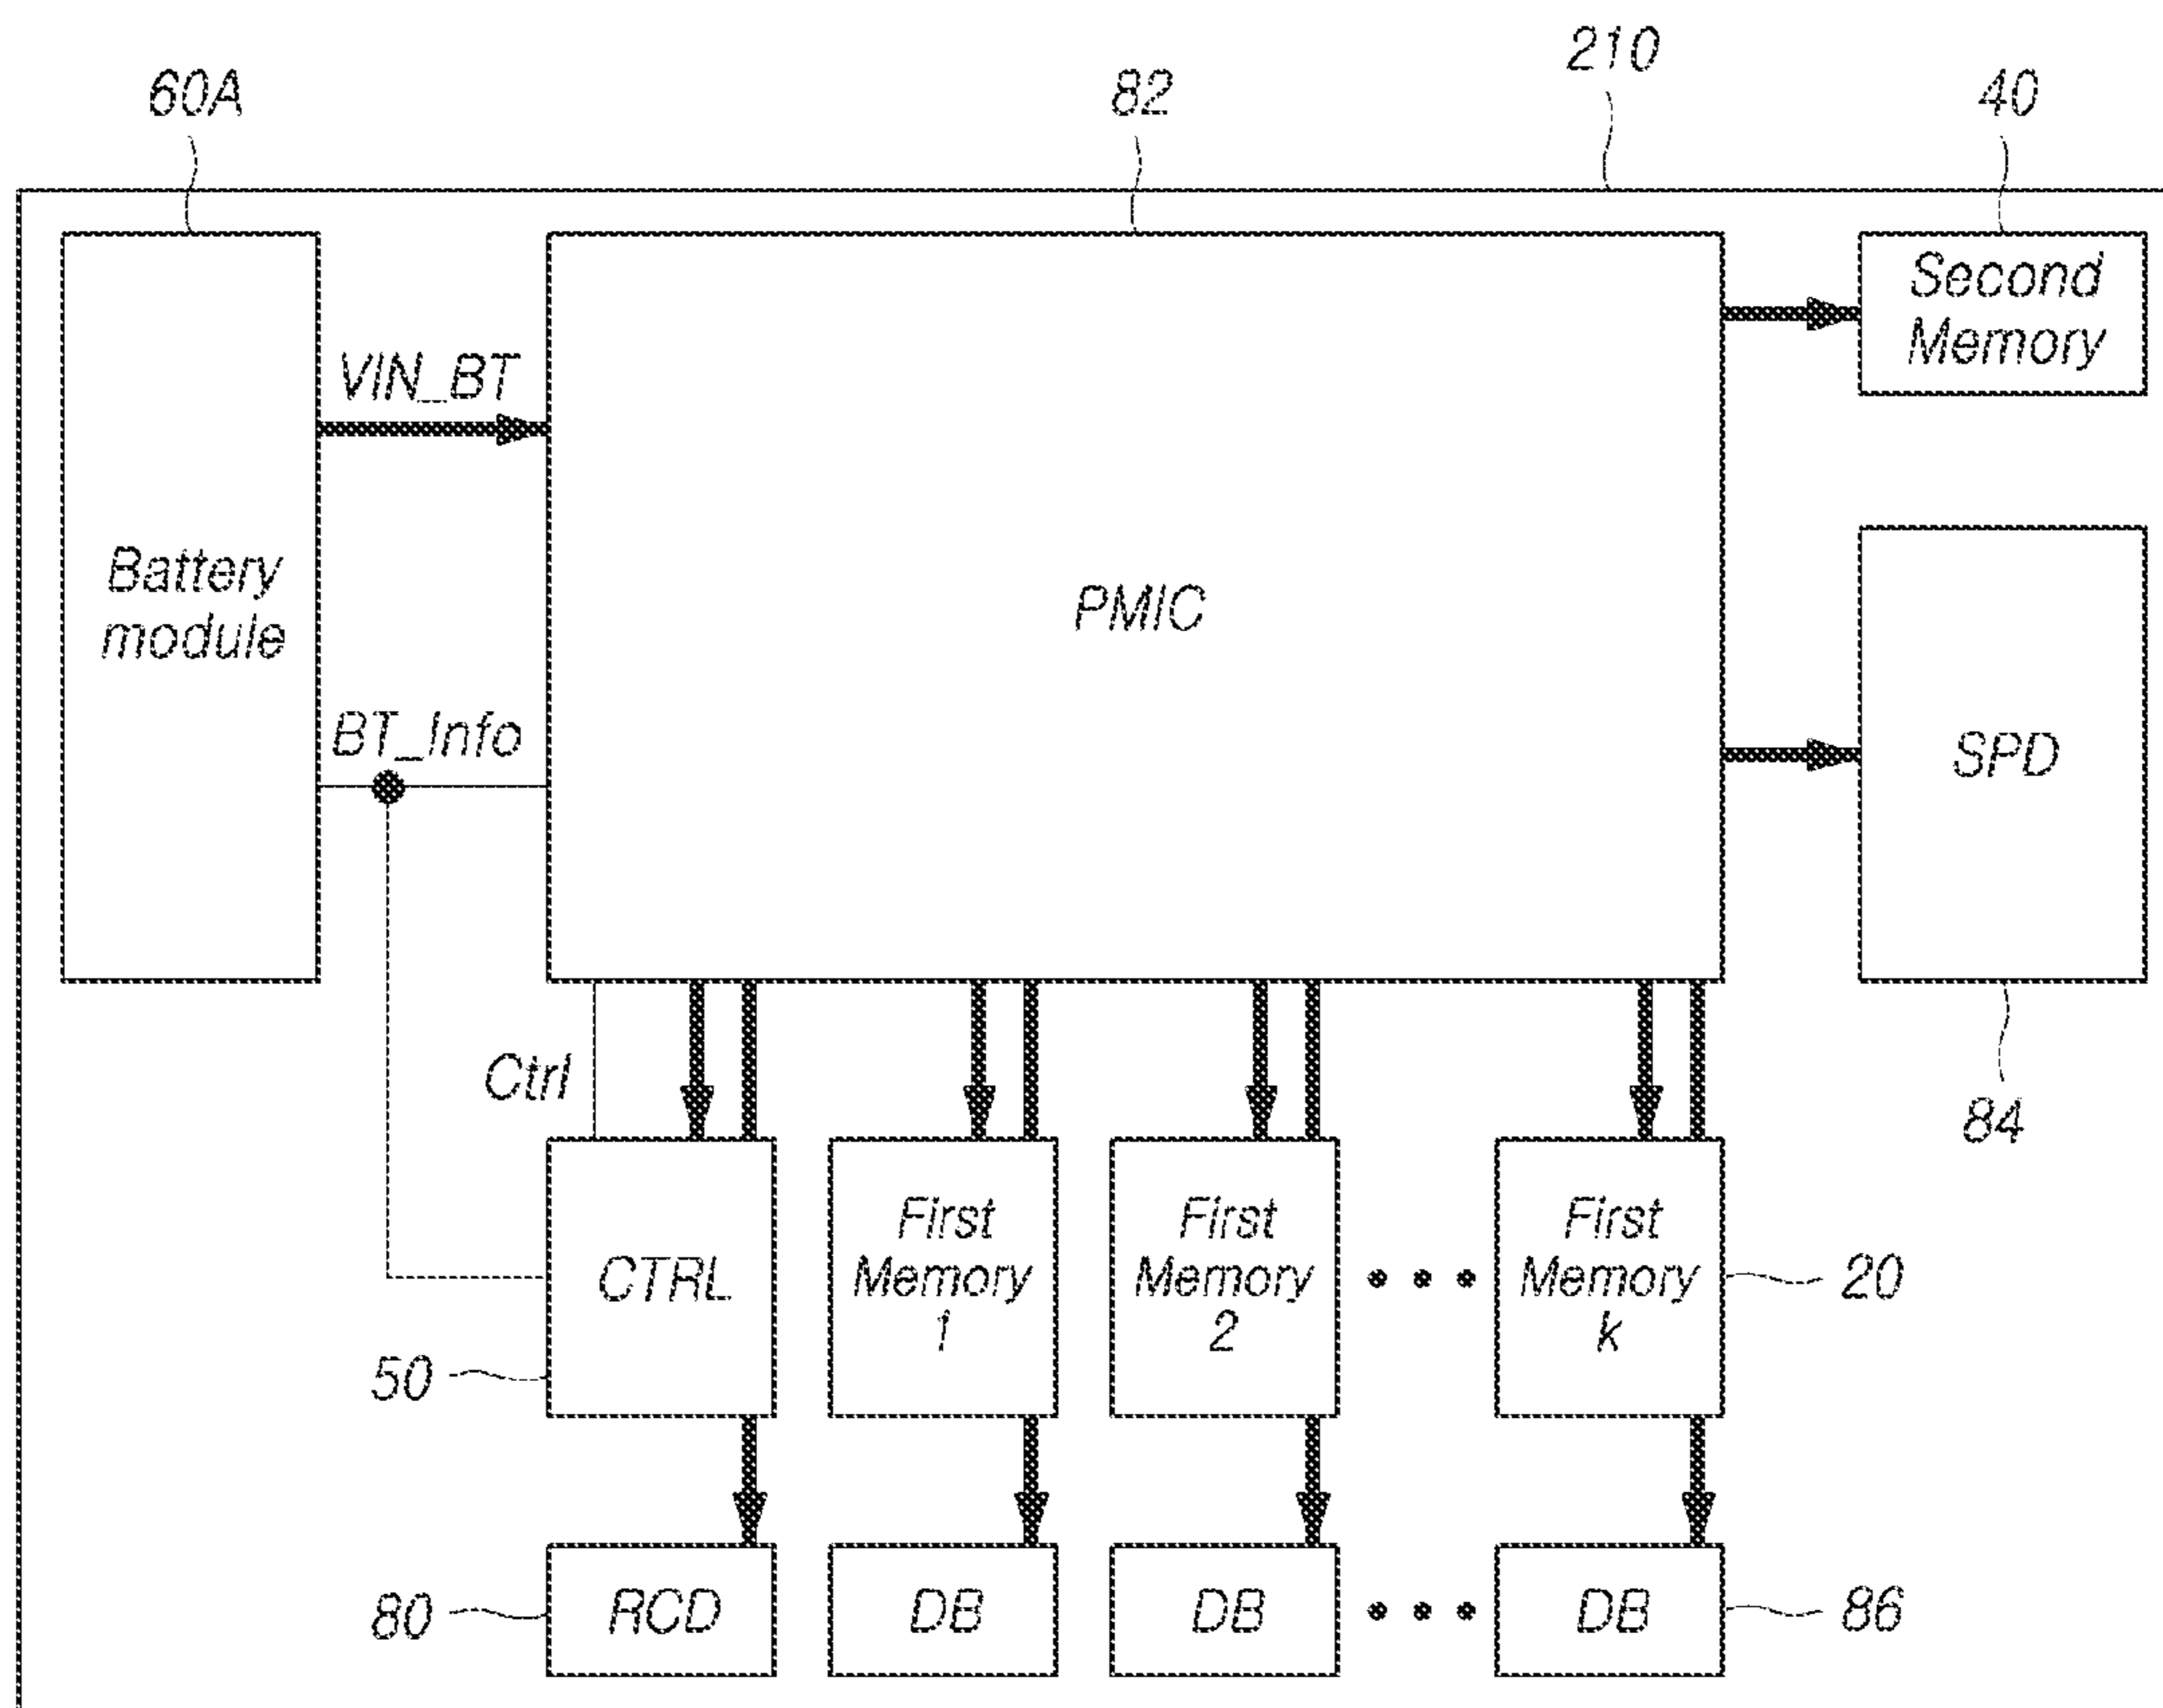 210
60A
82
40
Second
Memory
VIN_BT
Battery
module
PMIC
BT_Info
SPD
Ctrl
84
First
Memory
1
First
Memory
2
First
Memory
k
CTRL
20
50
80
RCD
DB
DB
DB
86